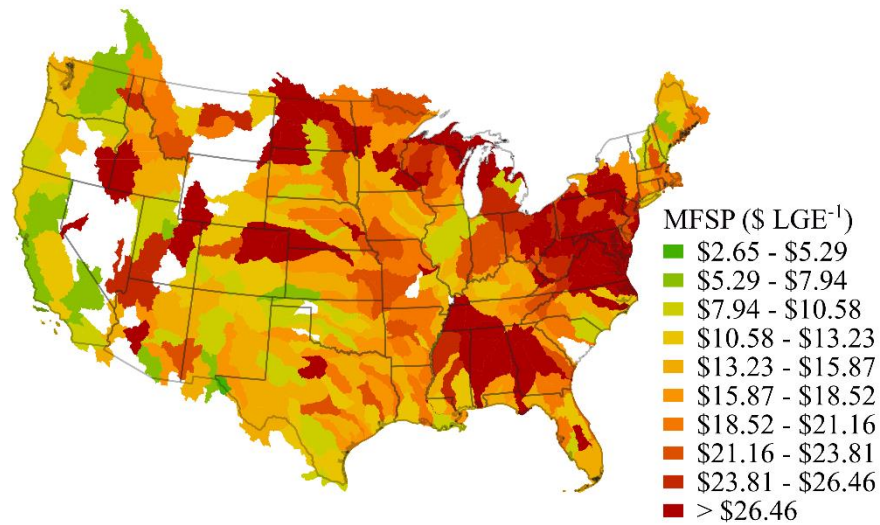 MFSP ($ LGE⁻¹)
$2.65 - $5.29
$5.29 - $7.94
$7.94 - $10.58
$10.58 - $13.23
$13.23 - $15.87
$15.87 - $18.52
$18.52 - $21.16
$21.16 - $23.81
$23.81 - $26.46
> $26.46